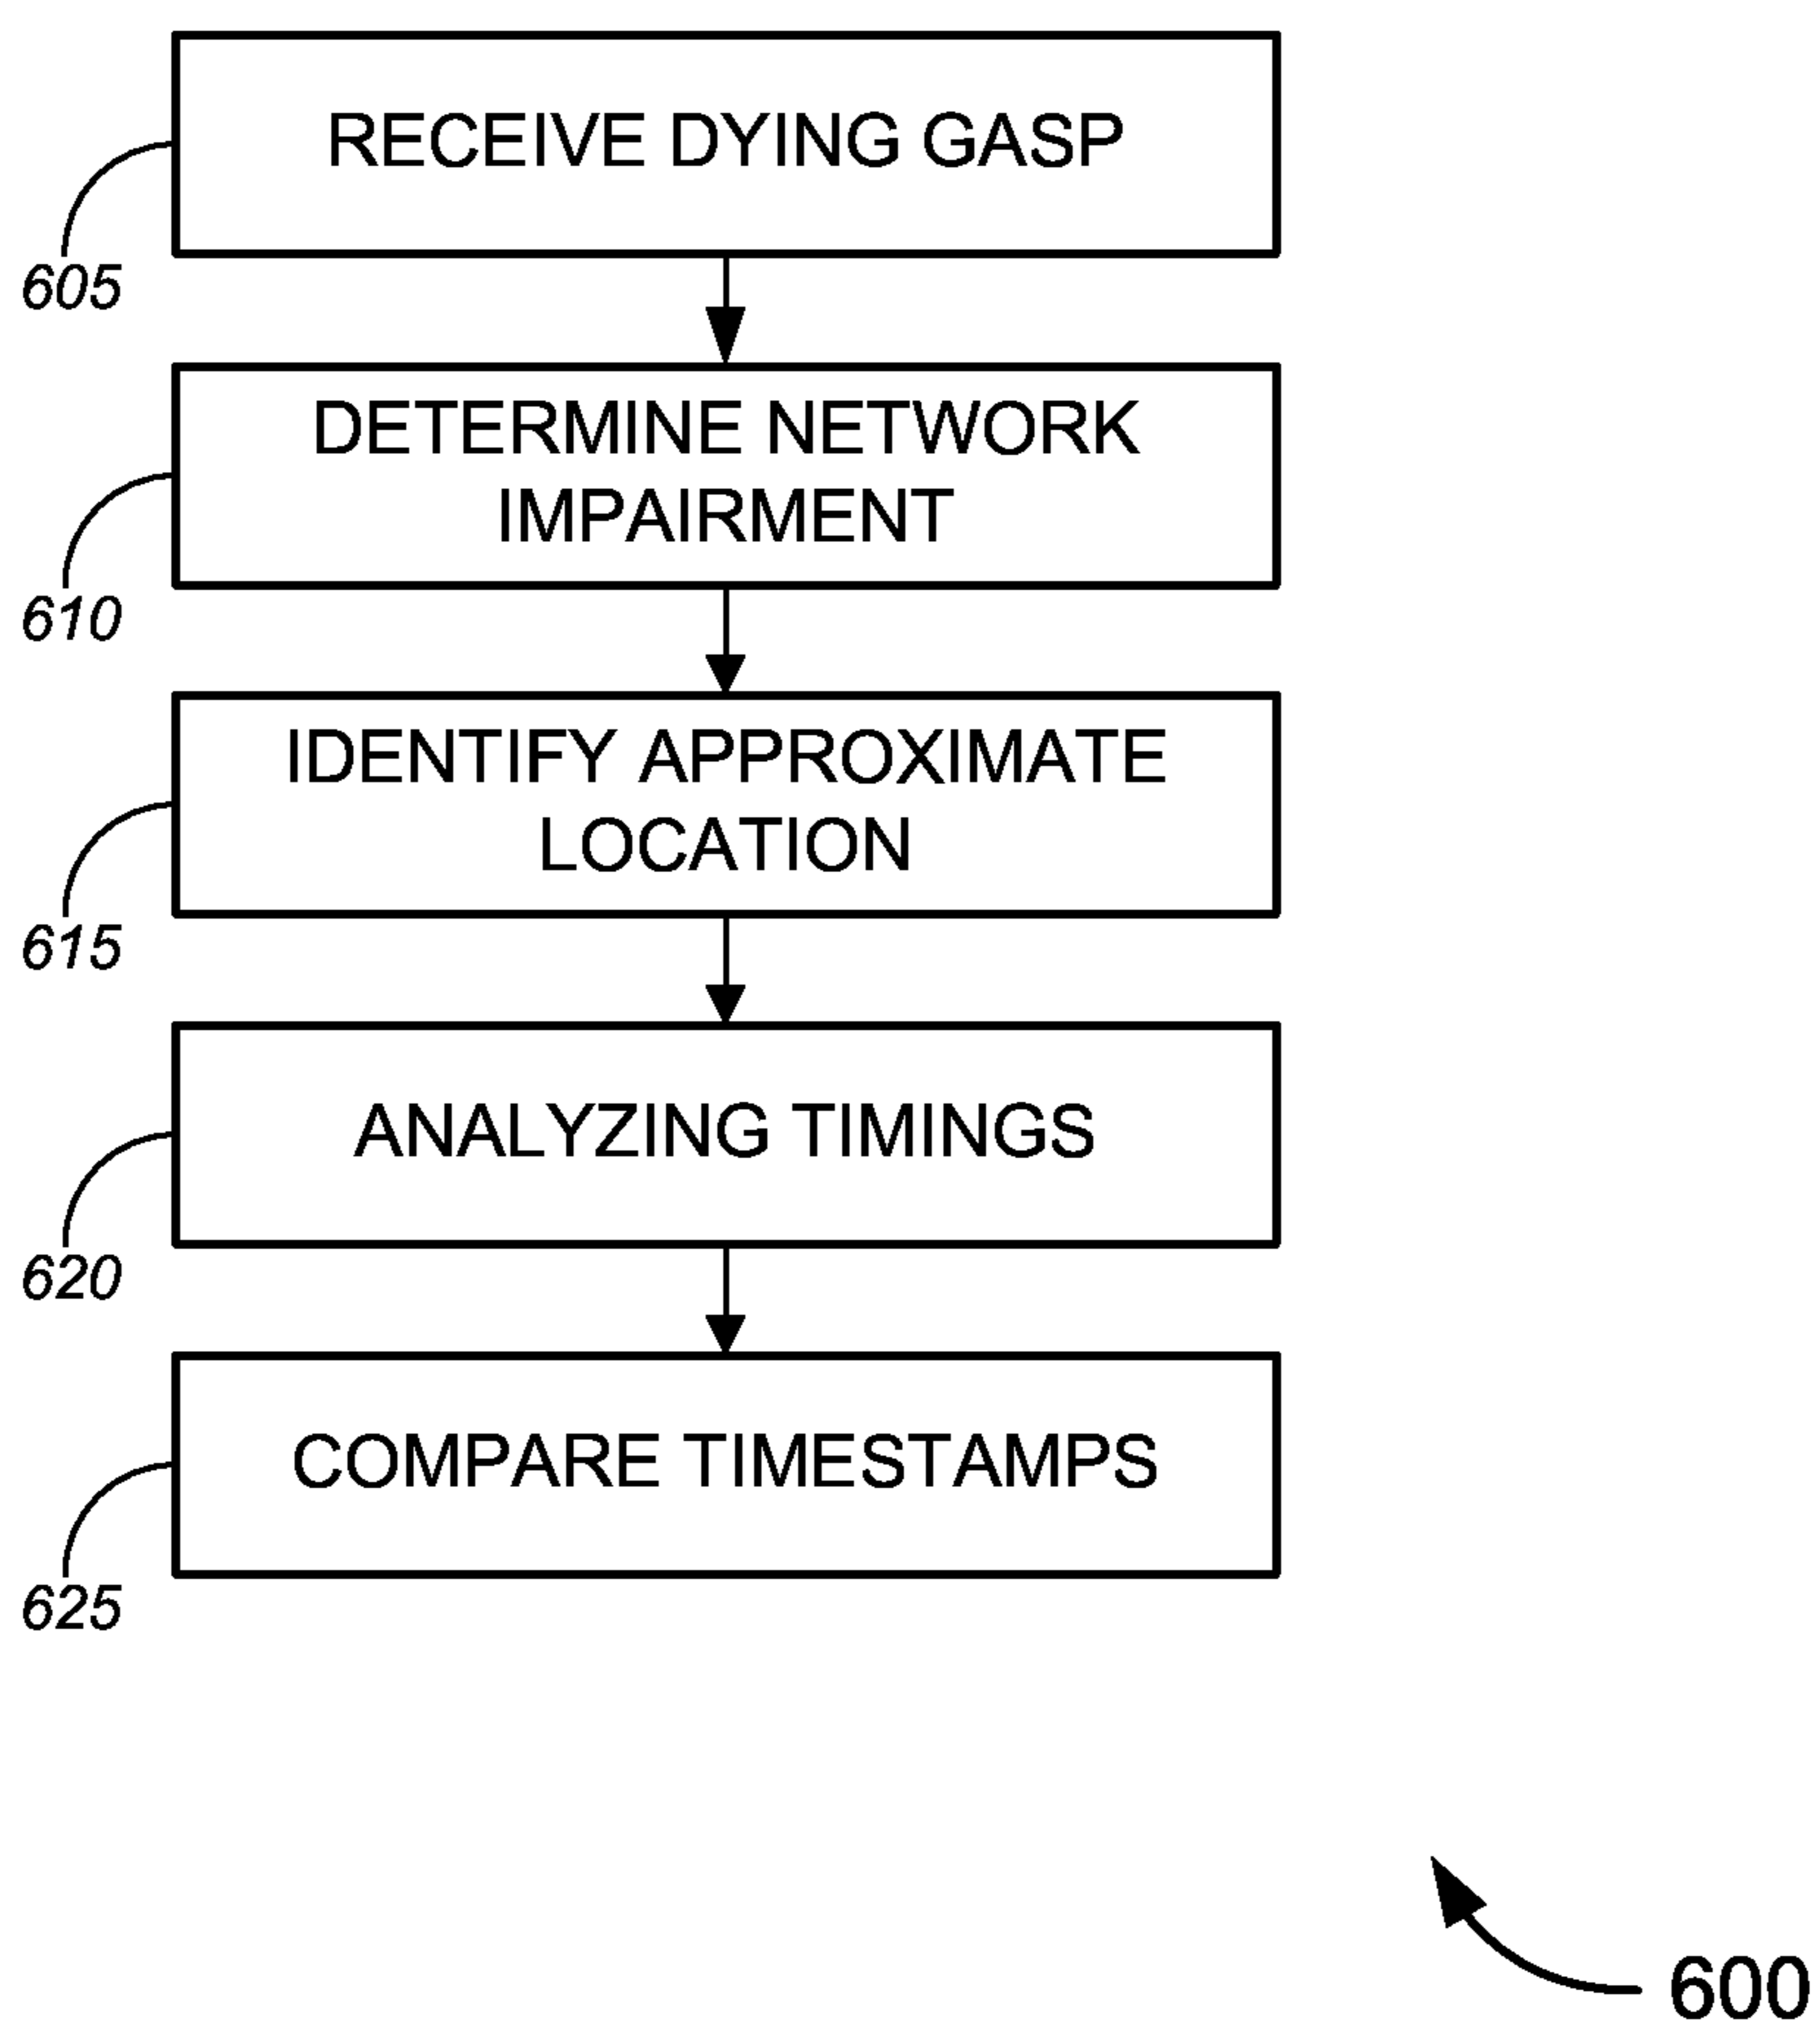 RECEIVE DYING GASP
605
DETERMINE NETWORK
IMPAIRMENT
610
IDENTIFY APPROXIMATE
LOCATION
615
ANALYZING TIMINGS
620
COMPARE TIMESTAMPS
625
600